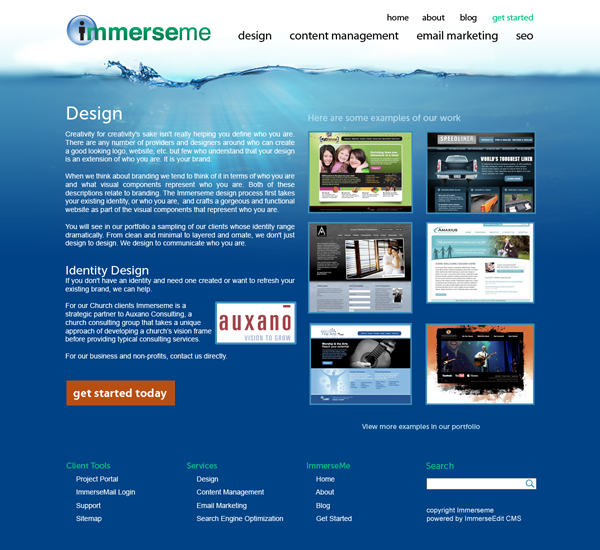 immerseme
home about blog get started
design content management email marketing seo
Design
Creativity for creativity's sake isn't really helping you define who you are.
There are any number of providers and designers around who can create
a good looking logo, website, etc. but few who understand that your design
is an extension of who you are. It is your brand.
When we think about branding we tend to think of it in terms of who you are
and what visual components represent who you are. Both of these
descriptions relate to branding. The Immerseme design process first takes
your existing identity, or who you are, and crafts a gorgeous and functional
website as part of the visual components that represent who you are.
You will see in our portfolio a sampling of our clients whose identity range
dramatically. From clean and minimal to layered and ornate, we don't just
design to design. We design to communicate who you are.
Identity Design
If you don't have an identity and need one created or want to refresh your
existing brand, we can help.
For our Church clients Immerseme is a
strategic partner to Auxano Consulting, a
church consulting group that takes a unique
approach of developing a church's vision frame
before providing typical consulting services.
auxano
VISION TO GROW
For our business and non-profits, contact us directly.
get started today
Here are some examples of our work
SPEEDLINER
WORLD'S TOUGHEST LINER
AMAXUS
View more examples in our portfolio
Client Tools
Project Portal
ImmerseMail Login
Support
Sitemap
Services
Design
Content Management
Email Marketing
Search Engine Optimization
ImmerseMe
Home
About
Blog
Get Started
Search
copyright Immerseme
powered by ImmerseEdit CMS